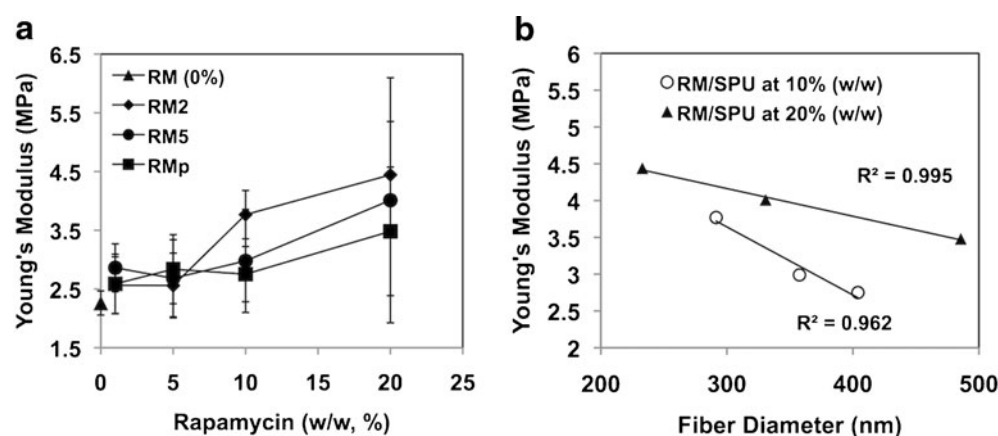 a
6.5
5.5
4.5
3.5
2.5
1.5
Young's Modulus (MPa)
RM (0%)
RM2
RM5
RMp
0 5 10 15 20 25
Rapamycin (w/w, %)
b
6
5.5
5
4.5
4
3.5
3
2.5
2
Young's Modulus (MPa)
RM/SPU at 10% (w/w)
RM/SPU at 20% (w/w)
R² = 0.995
R² = 0.962
200 300 400 500
Fiber Diameter (nm)